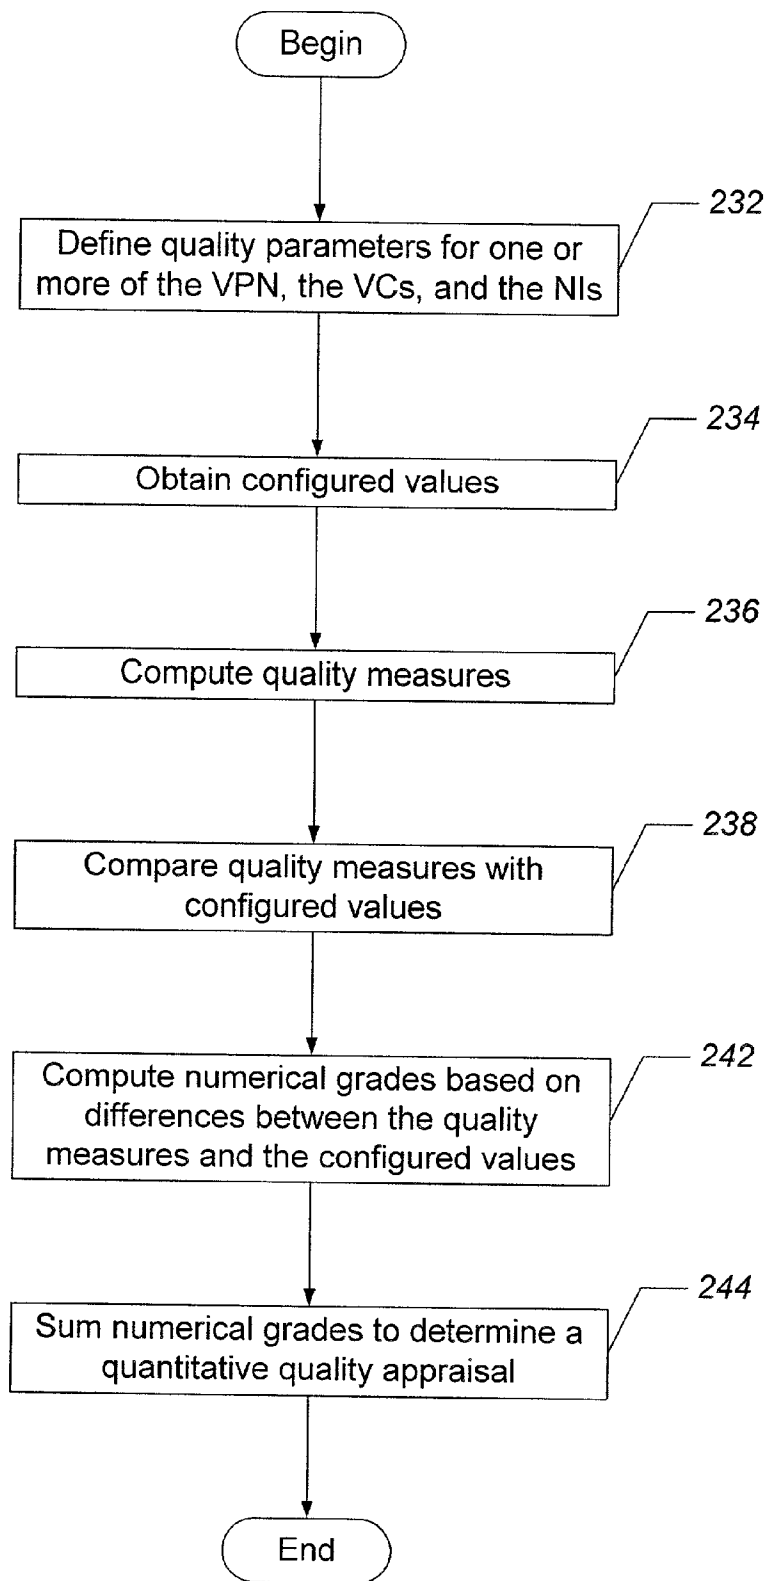 Begin
232
Define quality parameters for one or
more of the VPN, the VCs, and the NIs
234
Obtain configured values
236
Compute quality measures
238
Compare quality measures with
configured values
242
Compute numerical grades based on
differences between the quality
measures and the configured values
244
Sum numerical grades to determine a
quantitative quality appraisal
End